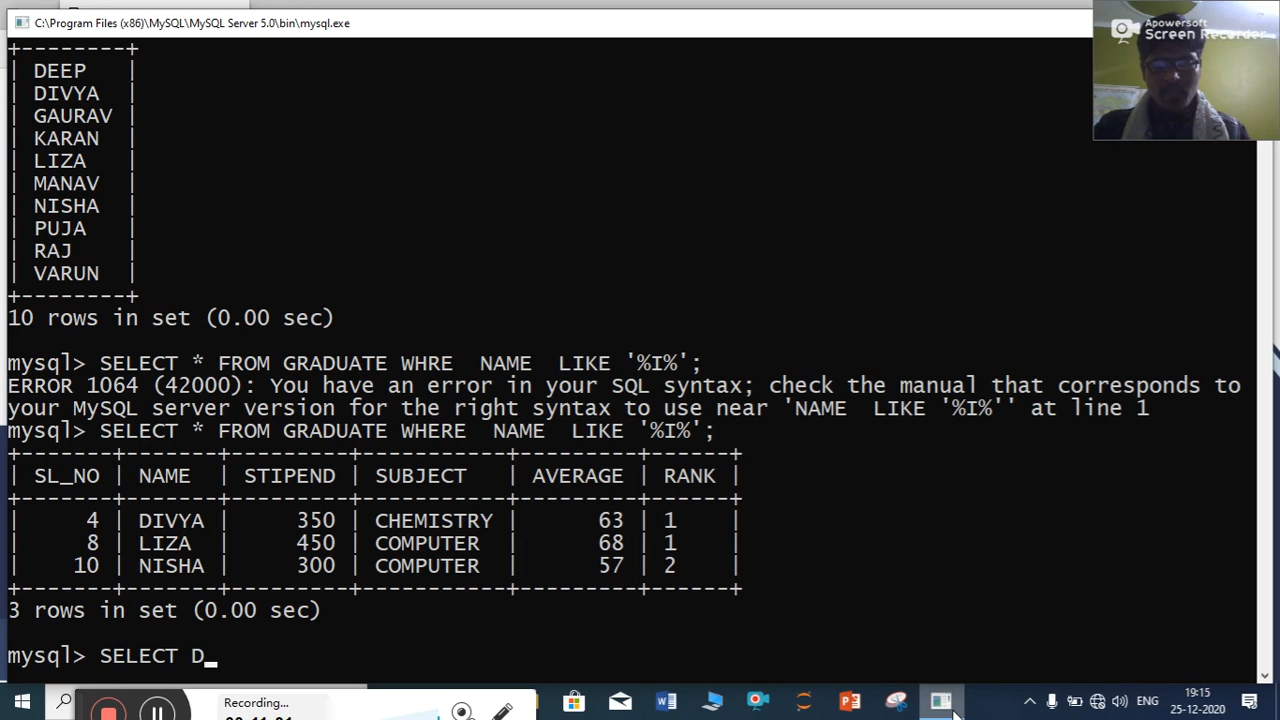 C:\Program Files (x86)\MySQL\MySQL Server 5.0\bin\mysql.exe
Apowersoft
Screen Recorder
+--------+
| DEEP |
| DIVYA |
| GAURAV |
| KARAN |
| LIZA |
| MANAV |
| NISHA |
| PUJA |
| RAJ |
| VARUN |
+--------+
10 rows in set (0.00 sec)
mysql> SELECT * FROM GRADUATE WHRE  NAME  LIKE '%I%';
ERROR 1064 (42000): You have an error in your SQL syntax; check the manual that corresponds to
your MySQL server version for the right syntax to use near 'NAME  LIKE '%I%'' at line 1
mysql> SELECT * FROM GRADUATE WHERE  NAME  LIKE '%I%';
+-------+-------+---------+-----------+---------+------+
| SL_NO | NAME | STIPEND | SUBJECT | AVERAGE | RANK |
+-------+-------+---------+-----------+---------+------+
| 4 | DIVYA | 350 | CHEMISTRY | 63 | 1 |
| 8 | LIZA | 450 | COMPUTER | 68 | 1 |
| 10 | NISHA | 300 | COMPUTER | 57 | 2 |
+-------+-------+---------+-----------+---------+------+
3 rows in set (0.00 sec)
mysql> SELECT D_
Recording...
ENG
19:15
25-12-2020